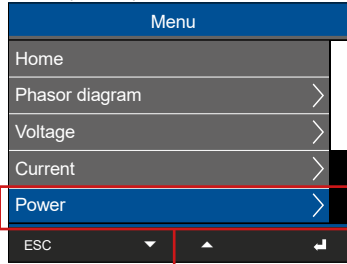 Menu
Home
Phasor diagram
Voltage
Current
Power
ESC